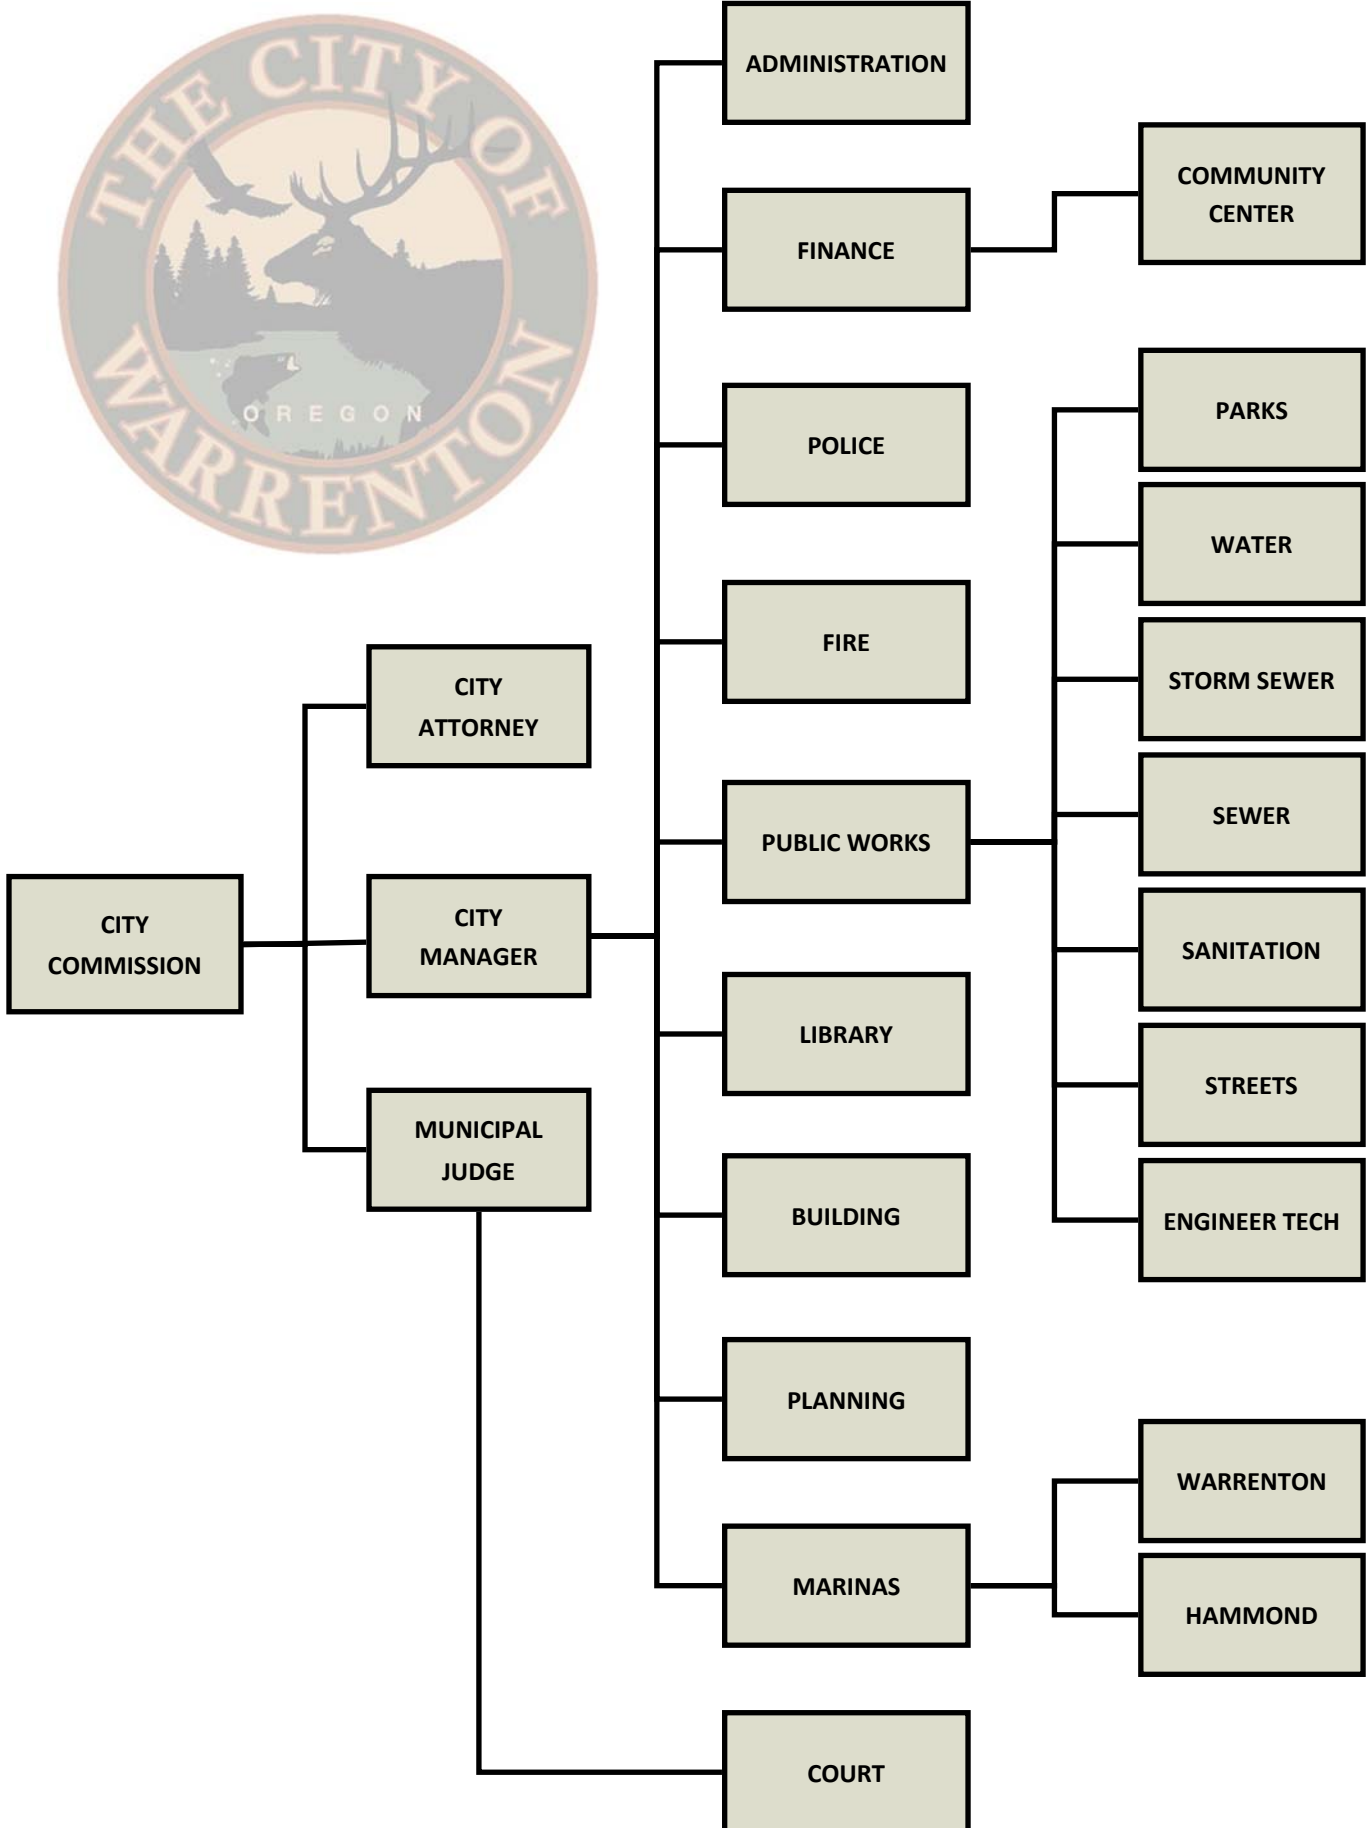 THE CITY OF
WARRENTON
OREGON
ADMINISTRATION
FINANCE
COMMUNITY
CENTER
POLICE
FIRE
PUBLIC WORKS
PARKS
WATER
STORM SEWER
SEWER
SANITATION
STREETS
ENGINEER TECH
CITY
ATTORNEY
CITY
COMMISSION
CITY
MANAGER
MUNICIPAL
JUDGE
LIBRARY
BUILDING
PLANNING
MARINAS
WARRENTON
HAMMOND
COURT